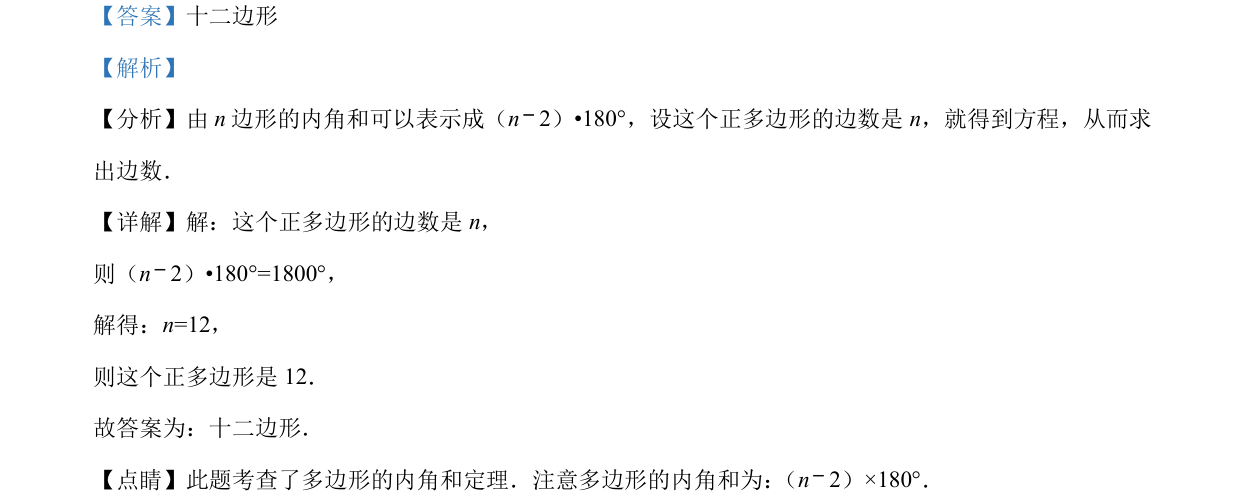 【答案】十二边形
【解析】
【分析】由 n 边形的内角和可以表示成（n﹣2）•180°，设这个正多边形的边数是 n，就得到方程，从而求
出边数．
【详解】解：这个正多边形的边数是 n，
则（n﹣2）•180°=1800°，
解得：n=12，
则这个正多边形是 12．
故答案为：十二边形．
【点睛】此题考查了多边形的内角和定理．注意多边形的内角和为：（n﹣2）×180°．